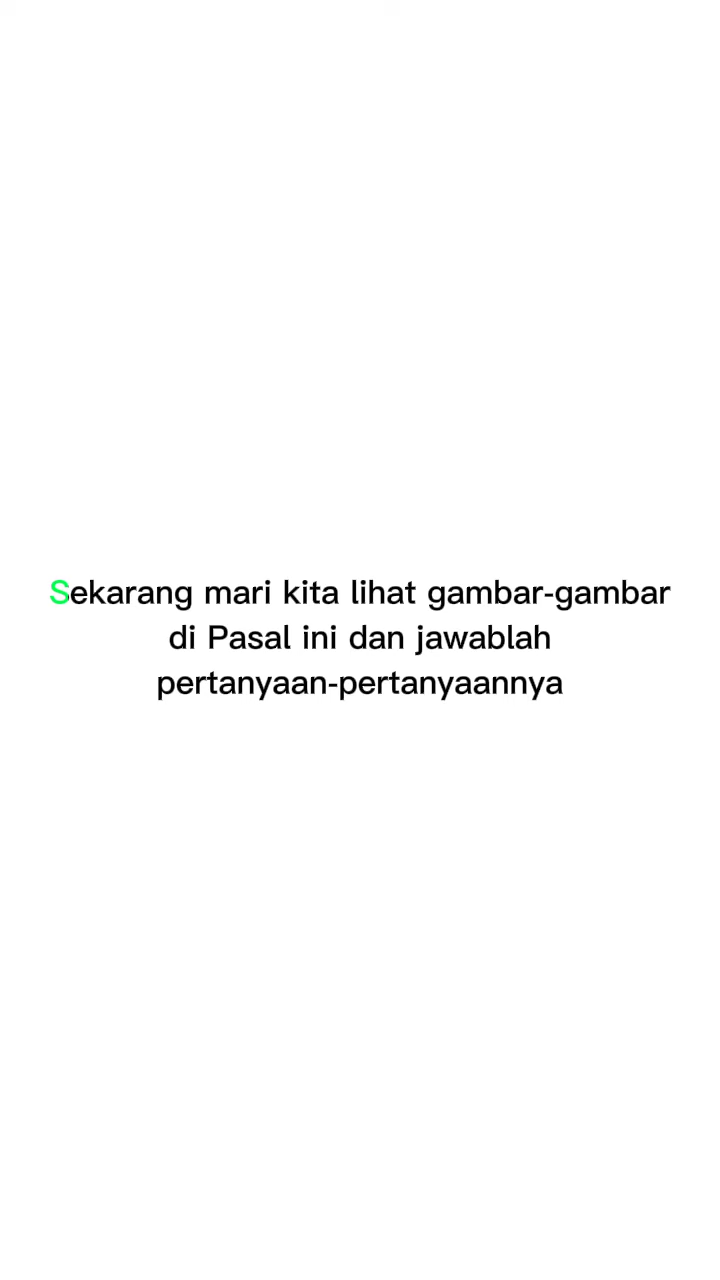 Sekarang mari kita lihat gambar-gambar
di Pasal ini dan jawablah
pertanyaan-pertanyaannya